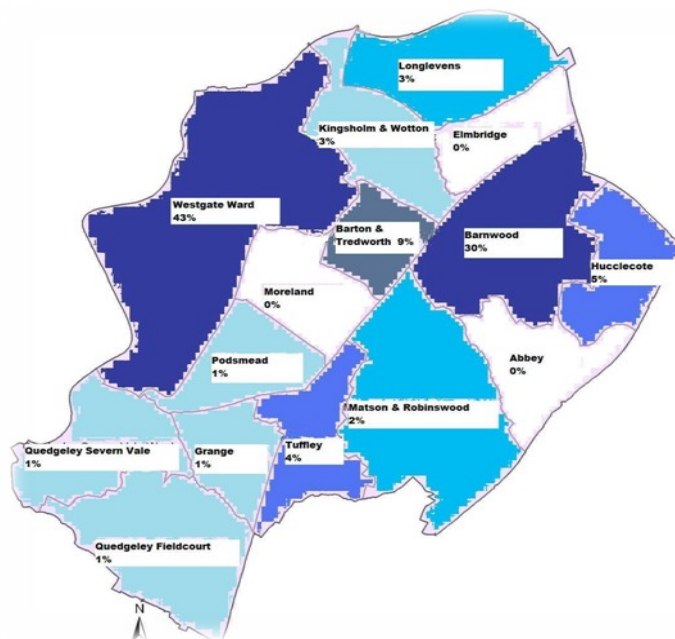 Longlevens
3%
Kingsholm & Wotton
3%
Elmbridge
0%
Westgate Ward
43%
Barton &
Tredworth 9%
Barnwood
30%
Hucclecote
5%
Moreland
0%
Podsmead
1%
Abbey
0%
Matson & Robinswood
2%
Quedgeley Severn Vale
1%
Grange
1%
Tuffley
4%
Quedgeley Fieldcourt
1%
N